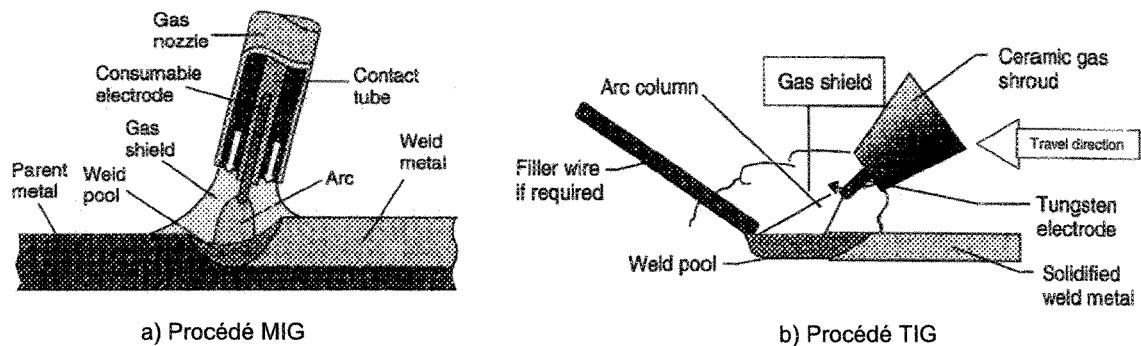 Gas
nozzle
Consumable
electrode
Contact
tube
Gas
shield
Weld
metal
Parent
metal
Weld
pool
Arc
a) Procédé MIG
Ceramic gas
shroud
Gas shield
Arc column
Travel direction
Filler wire
if required
Tungsten
electrode
Weld pool
Solidified
weld metal
b) Procédé TIG